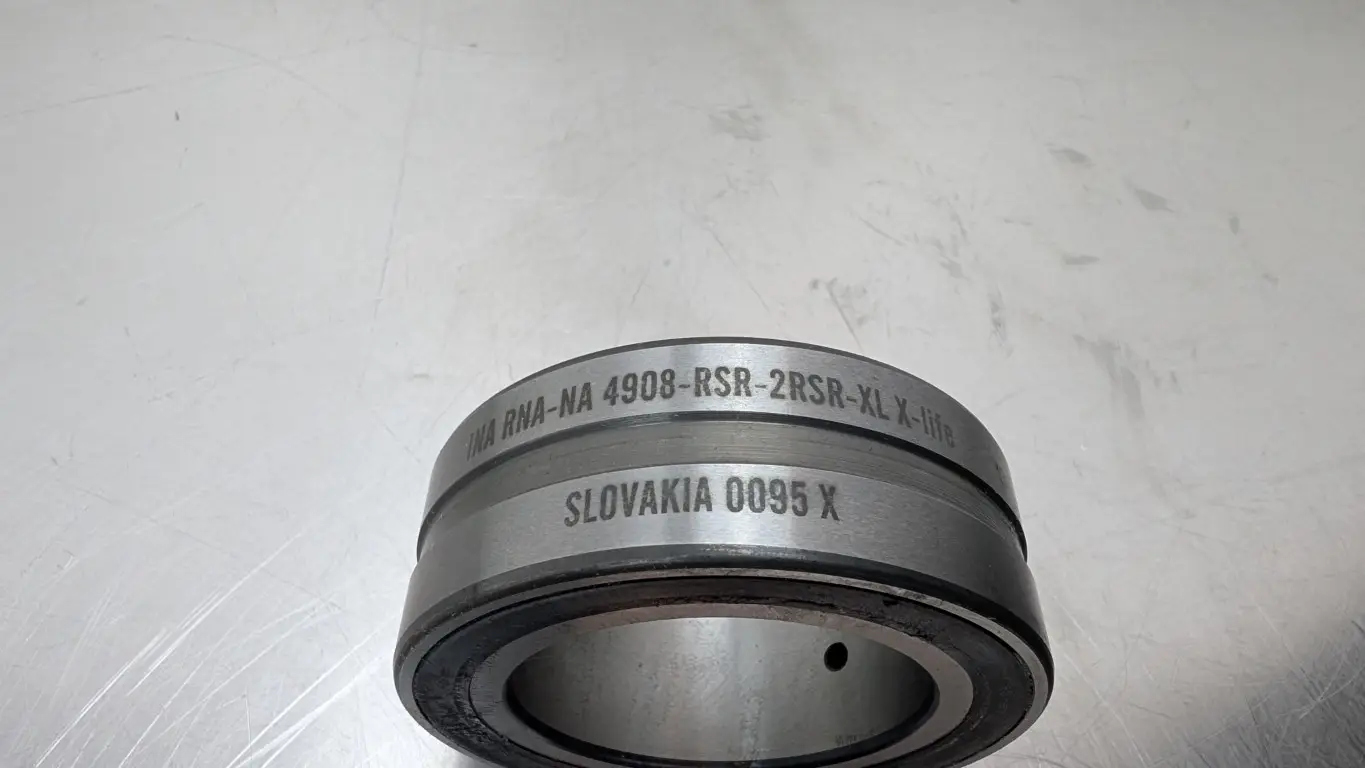 INA RNA-NA 4908-RSR-2RSR-XL X-life
SLOVAKIA 0095 X